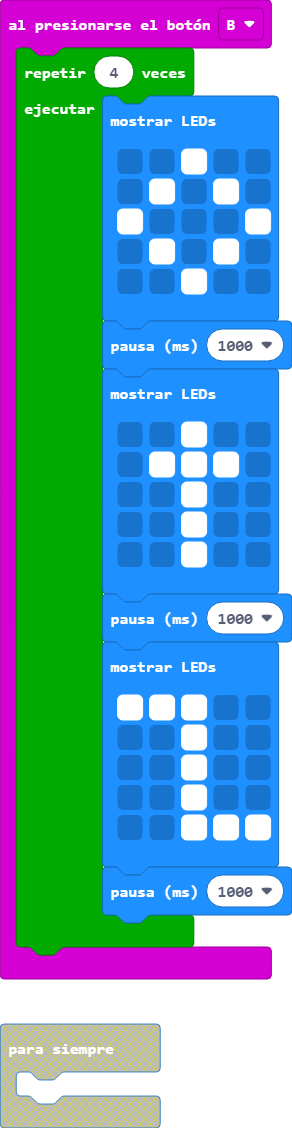 al presionarse el botón B
repetir 4 veces
ejecutar
mostrar LEDs
pausa (ms) 1000
mostrar LEDs
pausa (ms) 1000
mostrar LEDs
pausa (ms) 1000
para siempre